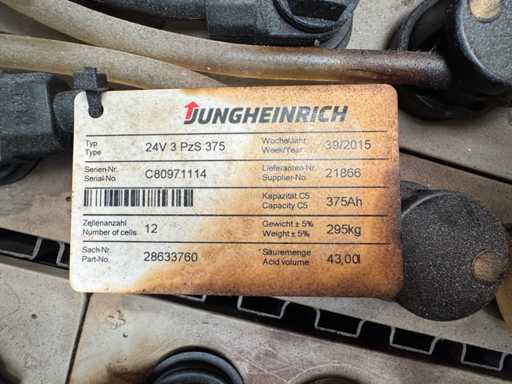 JUNGHEINRICH
Typ
Type
24V 3 PzS 375
Woche/Jahr
Week/Year
39/2015
Serien-Nr.
Serial-No.
C80971114
Lieferanten-Nr.
Supplier-No.
21866
Kapazität C5
Capacity C5
375Ah
Zellenanzahl
Number of cells
12
Gewicht ± 5%
Weight ± 5%
295kg
Sach-Nr.
Part-No.
28633760
Säuremenge
Acid volume
43,00l